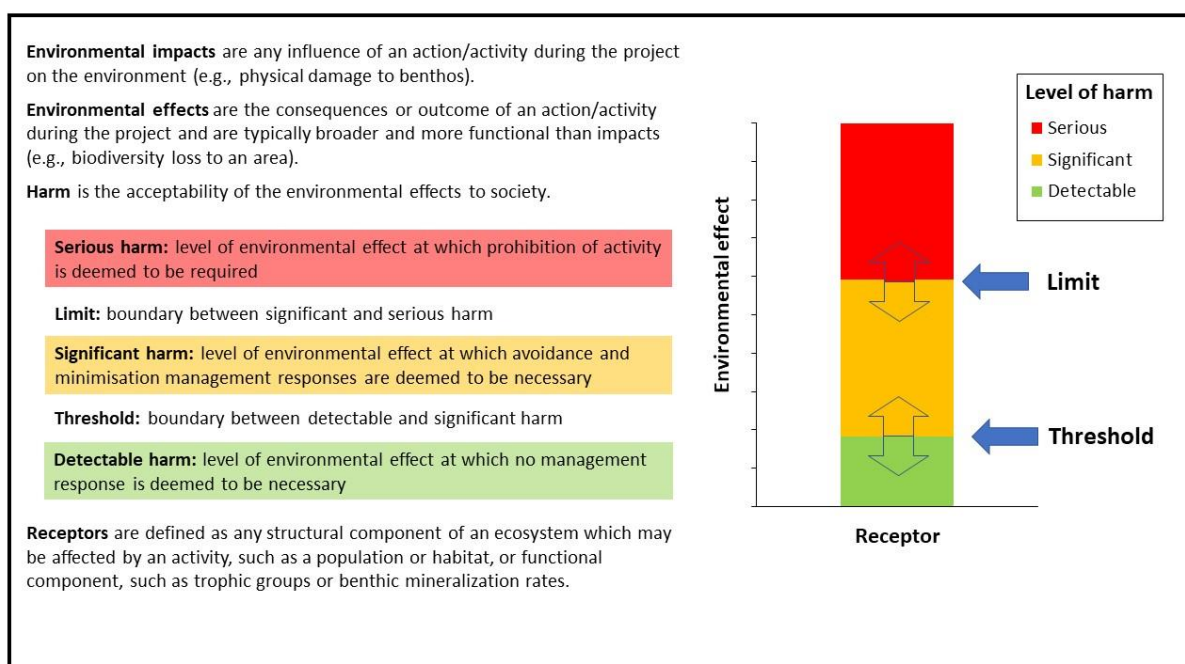 Environmental impacts are any influence of an action/activity during the project
on the environment (e.g., physical damage to benthos).
Environmental effects are the consequences or outcome of an action/activity
during the project and are typically broader and more functional than impacts
(e.g., biodiversity loss to an area).
Harm is the acceptability of the environmental effects to society.
Serious harm: level of environmental effect at which prohibition of activity
is deemed to be required
Limit: boundary between significant and serious harm
Significant harm: level of environmental effect at which avoidance and
minimisation management responses are deemed to be necessary
Threshold: boundary between detectable and significant harm
Detectable harm: level of environmental effect at which no management
response is deemed to be necessary
Receptors are defined as any structural component of an ecosystem which may
be affected by an activity, such as a population or habitat, or functional
component, such as trophic groups or benthic mineralization rates.
Environmental effect
Receptor
Limit
Threshold
Level of harm
Serious
Significant
Detectable